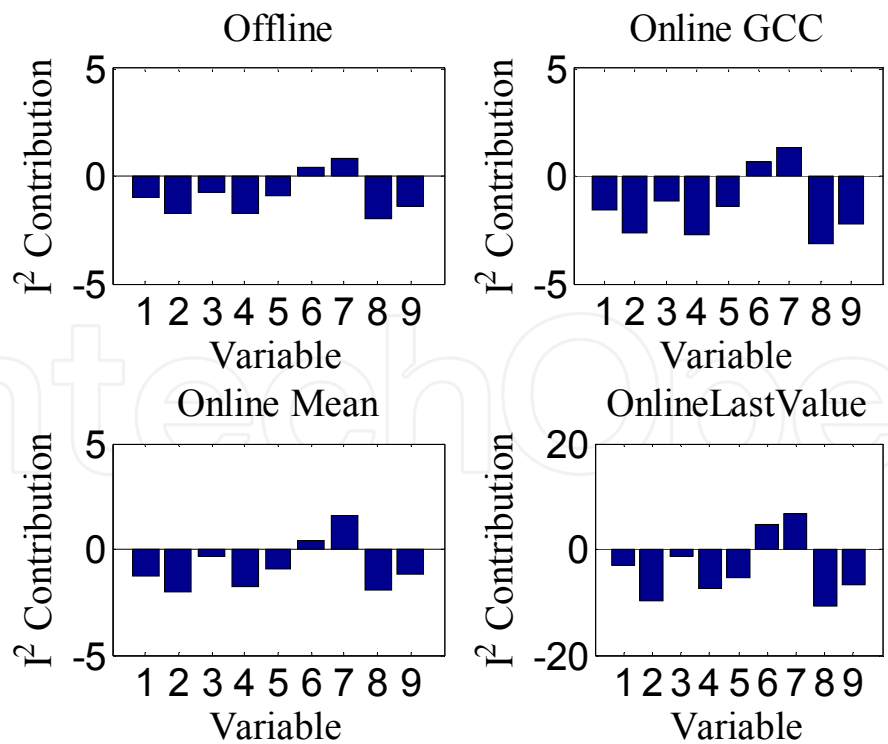 Offline
5
0
-5
I² Contribution
1 2 3 4 5 6 7 8 9
Variable
Online GCC
5
0
-5
I² Contribution
1 2 3 4 5 6 7 8 9
Variable
Online Mean
5
0
-5
I² Contribution
1 2 3 4 5 6 7 8 9
Variable
OnlineLastValue
20
0
-20
I² Contribution
1 2 3 4 5 6 7 8 9
Variable
ntechOpe